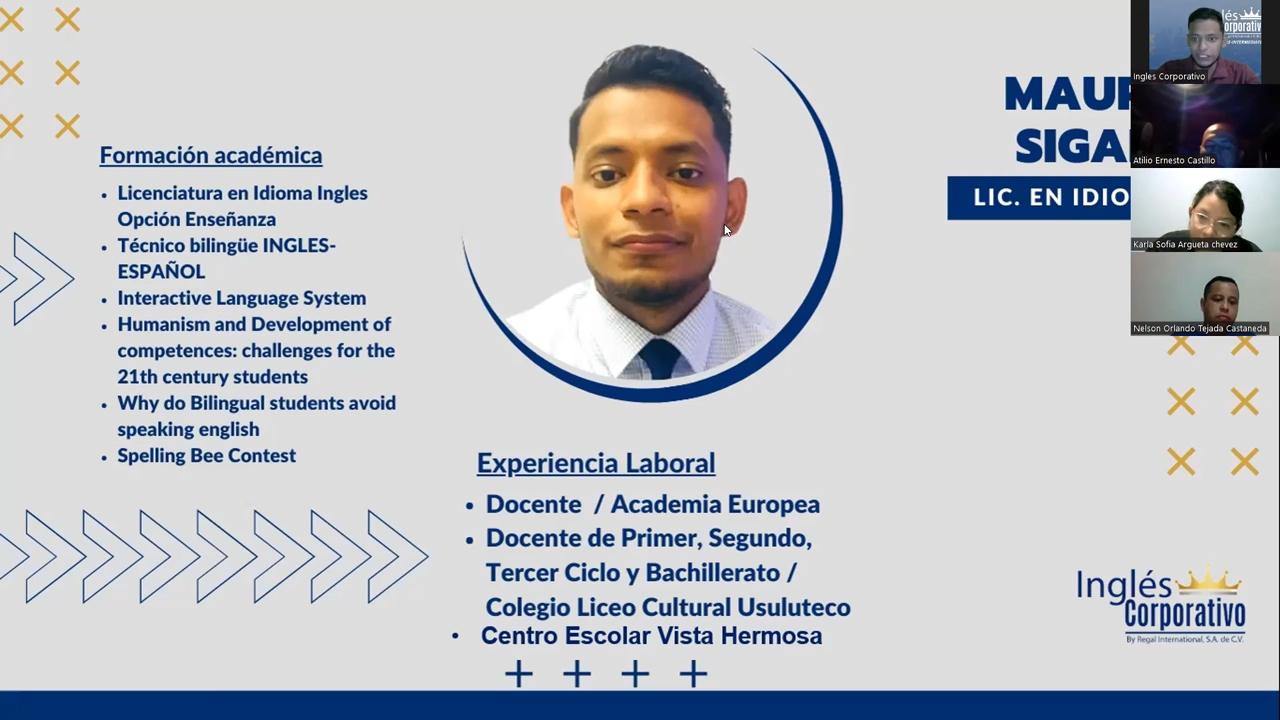 Formación académica
Licenciatura en Idioma Ingles
Opción Enseñanza
Técnico bilingüe INGLES-
ESPAÑOL
Interactive Language System
Humanism and Development of
competences: challenges for the
21th century students
Why do Bilingual students avoid
speaking english
Spelling Bee Contest
Experiencia Laboral
Docente / Academia Europea
Docente de Primer, Segundo,
Tercer Ciclo y Bachillerato /
Colegio Liceo Cultural Usuluteco
Centro Escolar Vista Hermosa
LIC. EN IDIO
Ingles Corporativo
Atilio Ernesto Castillo
Karla Sofia Argueta chevez
Nelson Orlando Tejada Castaneda
Inglés
Corporativo
By Regal International, S.A. de C.V.